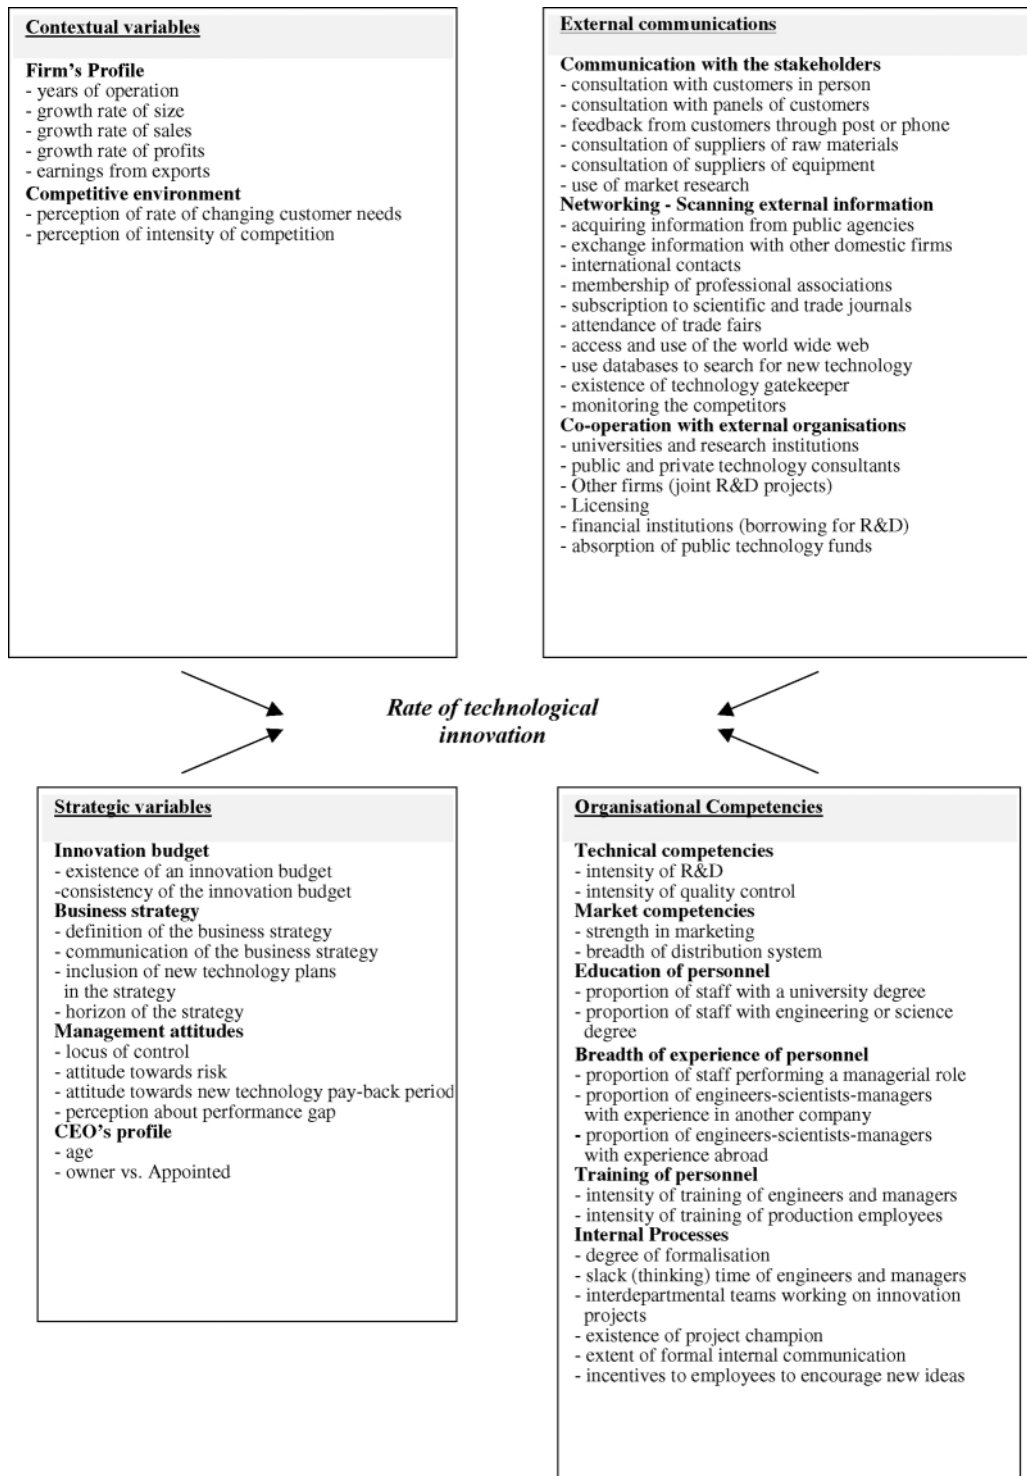 Contextual variables
Firm's Profile
- years of operation
- growth rate of size
- growth rate of sales
- growth rate of profits
- earnings from exports
Competitive environment
- perception of rate of changing customer needs
- perception of intensity of competition
External communications
Communication with the stakeholders
- consultation with customers in person
- consultation with panels of customers
- feedback from customers through post or phone
- consultation of suppliers of raw materials
- consultation of suppliers of equipment
- use of market research
Networking - Scanning external information
- acquiring information from public agencies
- exchange information with other domestic firms
- international contacts
- membership of professional associations
- subscription to scientific and trade journals
- attendance of trade fairs
- access and use of the world wide web
- use databases to search for new technology
- existence of technology gatekeeper
- monitoring the competitors
Co-operation with external organisations
- universities and research institutions
- public and private technology consultants
- Other firms (joint R&D projects)
- Licensing
- financial institutions (borrowing for R&D)
- absorption of public technology funds
Rate of technological
innovation
Strategic variables
Innovation budget
- existence of an innovation budget
-consistency of the innovation budget
Business strategy
- definition of the business strategy
- communication of the business strategy
- inclusion of new technology plans
in the strategy
- horizon of the strategy
Management attitudes
- locus of control
- attitude towards risk
- attitude towards new technology pay-back period
- perception about performance gap
CEO's profile
- age
- owner vs. Appointed
Organisational Competencies
Technical competencies
- intensity of R&D
- intensity of quality control
Market competencies
- strength in marketing
- breadth of distribution system
Education of personnel
- proportion of staff with a university degree
- proportion of staff with engineering or science
degree
Breadth of experience of personnel
- proportion of staff performing a managerial role
- proportion of engineers-scientists-managers
with experience in another company
- proportion of engineers-scientists-managers
with experience abroad
Training of personnel
- intensity of training of engineers and managers
- intensity of training of production employees
Internal Processes
- degree of formalisation
- slack (thinking) time of engineers and managers
- interdepartmental teams working on innovation
projects
- existence of project champion
- extent of formal internal communication
- incentives to employees to encourage new ideas